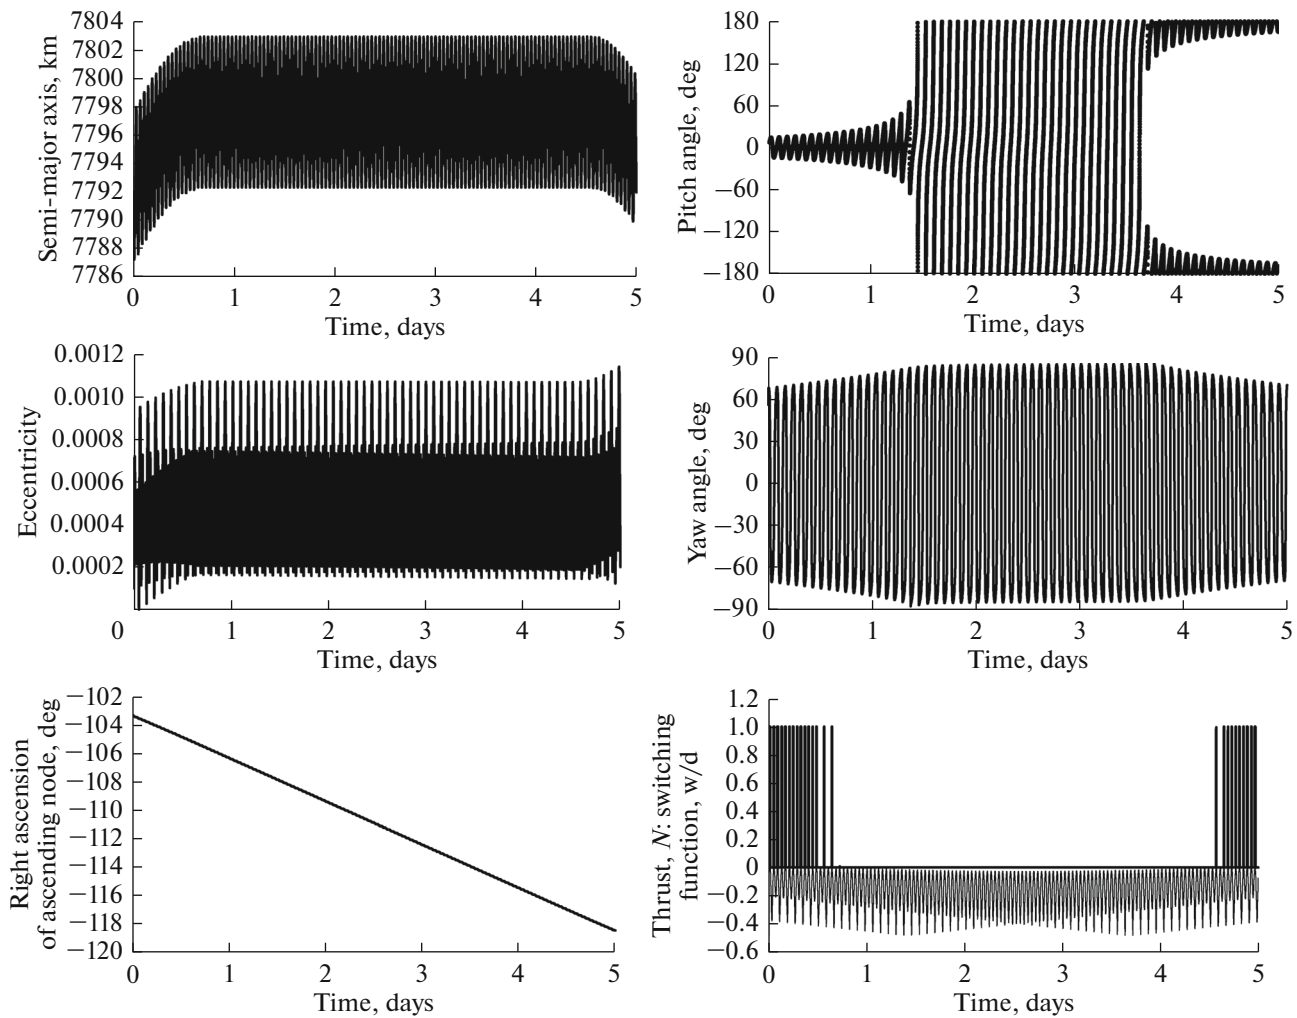 7804
7802
7800
7798
7796
7794
7792
7790
7788
7786
Semi-major axis, km
0 1 2 3 4 5
Time, days
180
120
60
0
−60
−120
−180
Pitch angle, deg
0 1 2 3 4 5
Time, days
0.0012
0.0010
0.0008
0.0006
0.0004
0.0002
Eccentricity
0 1 2 3 4 5
Time, days
90
60
30
0
−30
−60
−90
Yaw angle, deg
0 1 2 3 4 5
Time, days
−102
−104
−106
−108
−110
−112
−114
−116
−118
−120
Right ascension
of ascending node, deg
0 1 2 3 4 5
Time, days
1.2
1.0
0.8
0.6
0.4
0.2
0
−0.2
−0.4
−0.6
Thrust, N: switching
function, w/d
0 1 2 3 4 5
Time, days